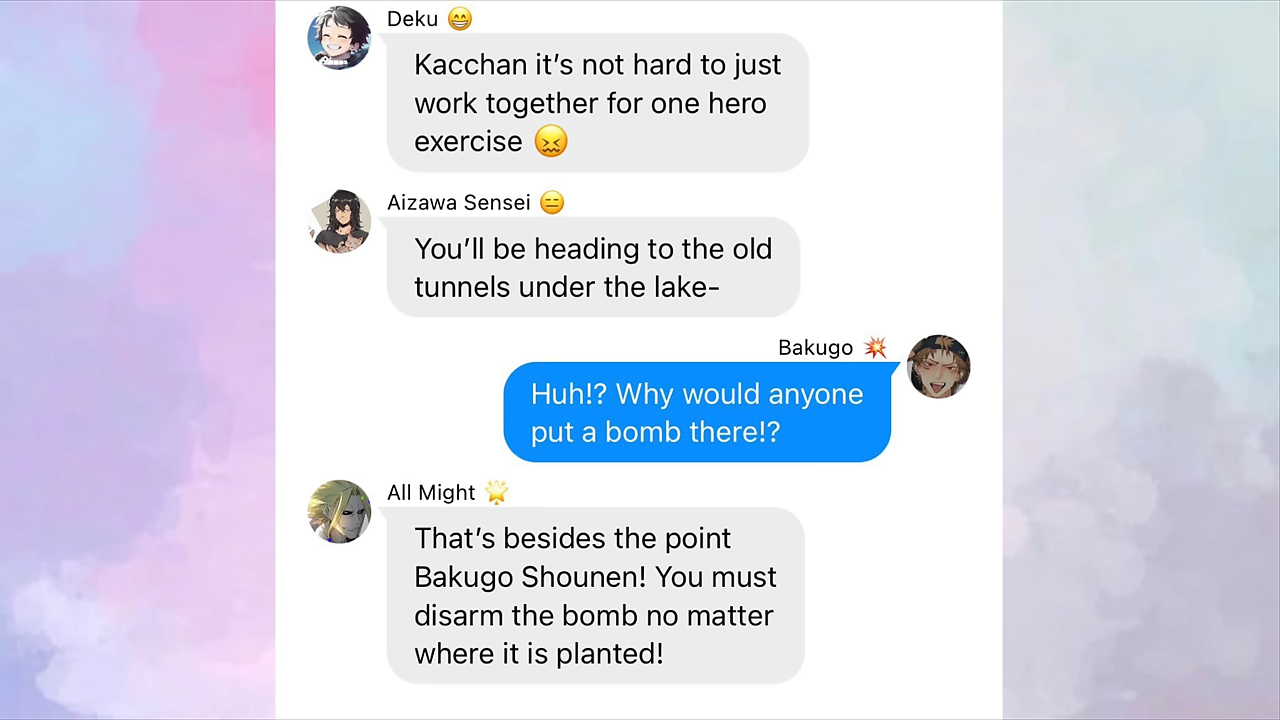 Deku 😁
Kacchan it’s not hard to just
work together for one hero
exercise 😖
Aizawa Sensei 😑
You’ll be heading to the old
tunnels under the lake-
Bakugo 💥
Huh!? Why would anyone
put a bomb there!?
All Might 🌟
That’s besides the point
Bakugo Shounen! You must
disarm the bomb no matter
where it is planted!